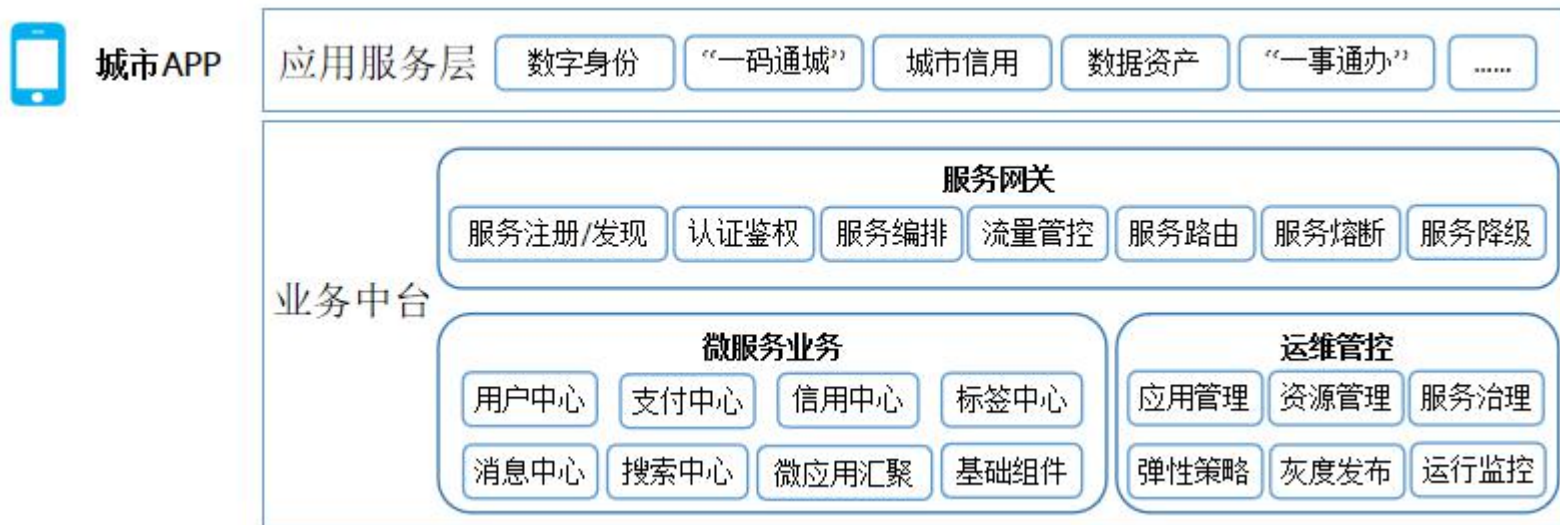 城市APP
应用服务层 数字身份 “一码通城” 城市信用 数据资产 “一事通办” ......
服务网关
服务注册/发现 认证鉴权 服务编排 流量管控 服务路由 服务熔断 服务降级
业务中台
微服务业务 运维管控
用户中心 支付中心 信用中心 标签中心 应用管理 资源管理 服务治理
消息中心 搜索中心 微应用汇聚 基础组件 弹性策略 灰度发布 运行监控